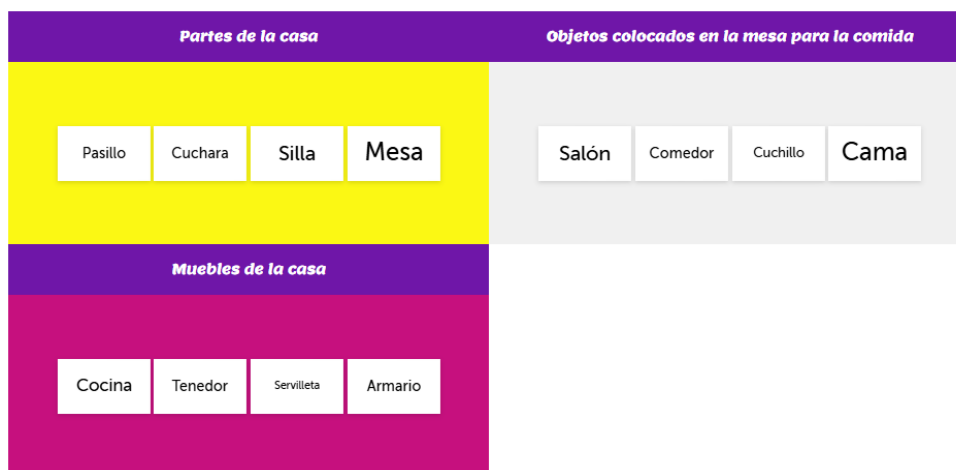 Partes de la casa
Objetos colocados en la mesa para la comida
Pasillo Cuchara Silla Mesa
Salón Comedor Cuchillo Cama
Muebles de la casa
Cocina Tenedor Servilleta Armario